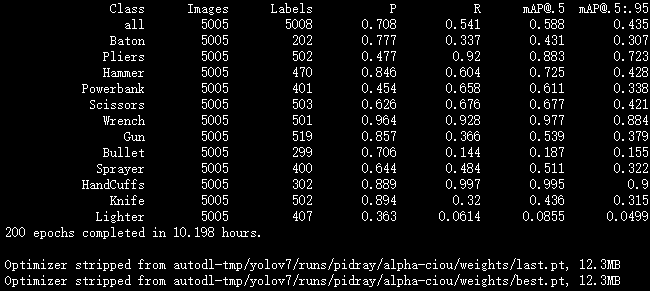 Class Images Labels P R mAP@.5 mAP@.5:.95
all 5005 5008 0.708 0.541 0.588 0.435
Baton 5005 202 0.777 0.337 0.431 0.307
Pliers 5005 502 0.477 0.92 0.883 0.723
Hammer 5005 470 0.846 0.604 0.725 0.428
Powerbank 5005 401 0.454 0.658 0.611 0.338
Scissors 5005 503 0.626 0.676 0.677 0.421
Wrench 5005 501 0.964 0.928 0.977 0.884
Gun 5005 519 0.857 0.366 0.539 0.379
Bullet 5005 299 0.706 0.144 0.187 0.155
Sprayer 5005 400 0.644 0.484 0.511 0.322
HandCuffs 5005 302 0.889 0.997 0.995 0.9
Knife 5005 502 0.894 0.32 0.436 0.315
Lighter 5005 407 0.363 0.0614 0.0855 0.0499
200 epochs completed in 10.198 hours.
Optimizer stripped from autodl-tmp/yolov7/runs/pidray/alpha-ciou/weights/last.pt, 12.3MB
Optimizer stripped from autodl-tmp/yolov7/runs/pidray/alpha-ciou/weights/best.pt, 12.3MB